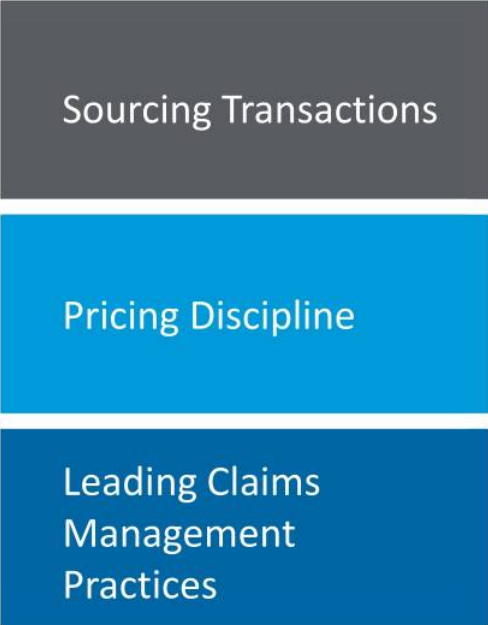 Sourcing Transactions
Pricing Discipline
Leading Claims
Management
Practices